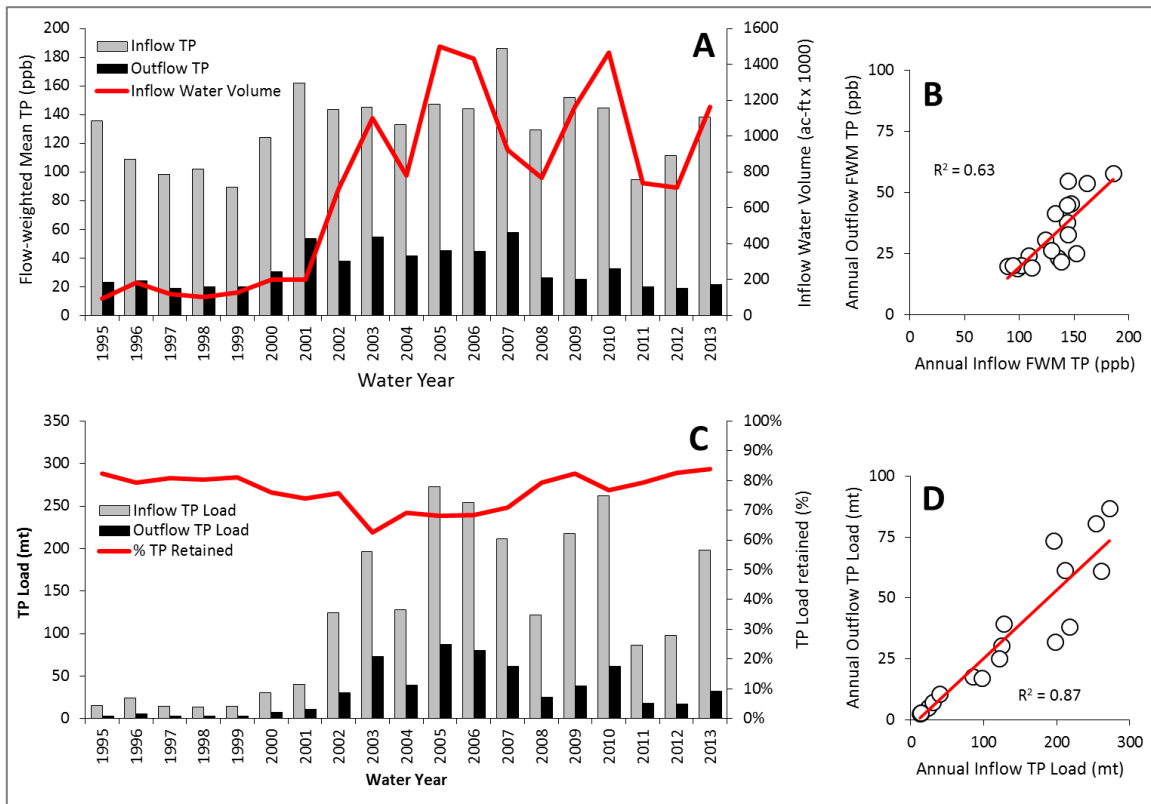 A
Inflow TP
Outflow TP
Inflow Water Volume
Flow-weighted Mean TP (ppb)
200
180
160
140
120
100
80
60
40
20
0
1600
1400
1200
1000
800
600
400
200
0
Inflow Water Volume (ac-ft x 1000)
1995 1996 1997 1998 1999 2000 2001 2002 2003 2004 2005 2006 2007 2008 2009 2010 2011 2012 2013
Water Year
B
Annual Outflow FWM TP (ppb)
100
75
50
25
0
R² = 0.63
0 50 100 150 200
Annual Inflow FWM TP (ppb)
C
TP Load (mt)
350
300
250
200
150
100
50
0
Inflow TP Load
Outflow TP Load
% TP Retained
100%
90%
80%
70%
60%
50%
40%
30%
20%
10%
0%
TP Load retained (%)
1995 1996 1997 1998 1999 2000 2001 2002 2003 2004 2005 2006 2007 2008 2009 2010 2011 2012 2013
Water Year
D
Annual Outflow TP Load (mt)
100
75
50
25
0
R² = 0.87
0 100 200 300
Annual Inflow TP Load (mt)